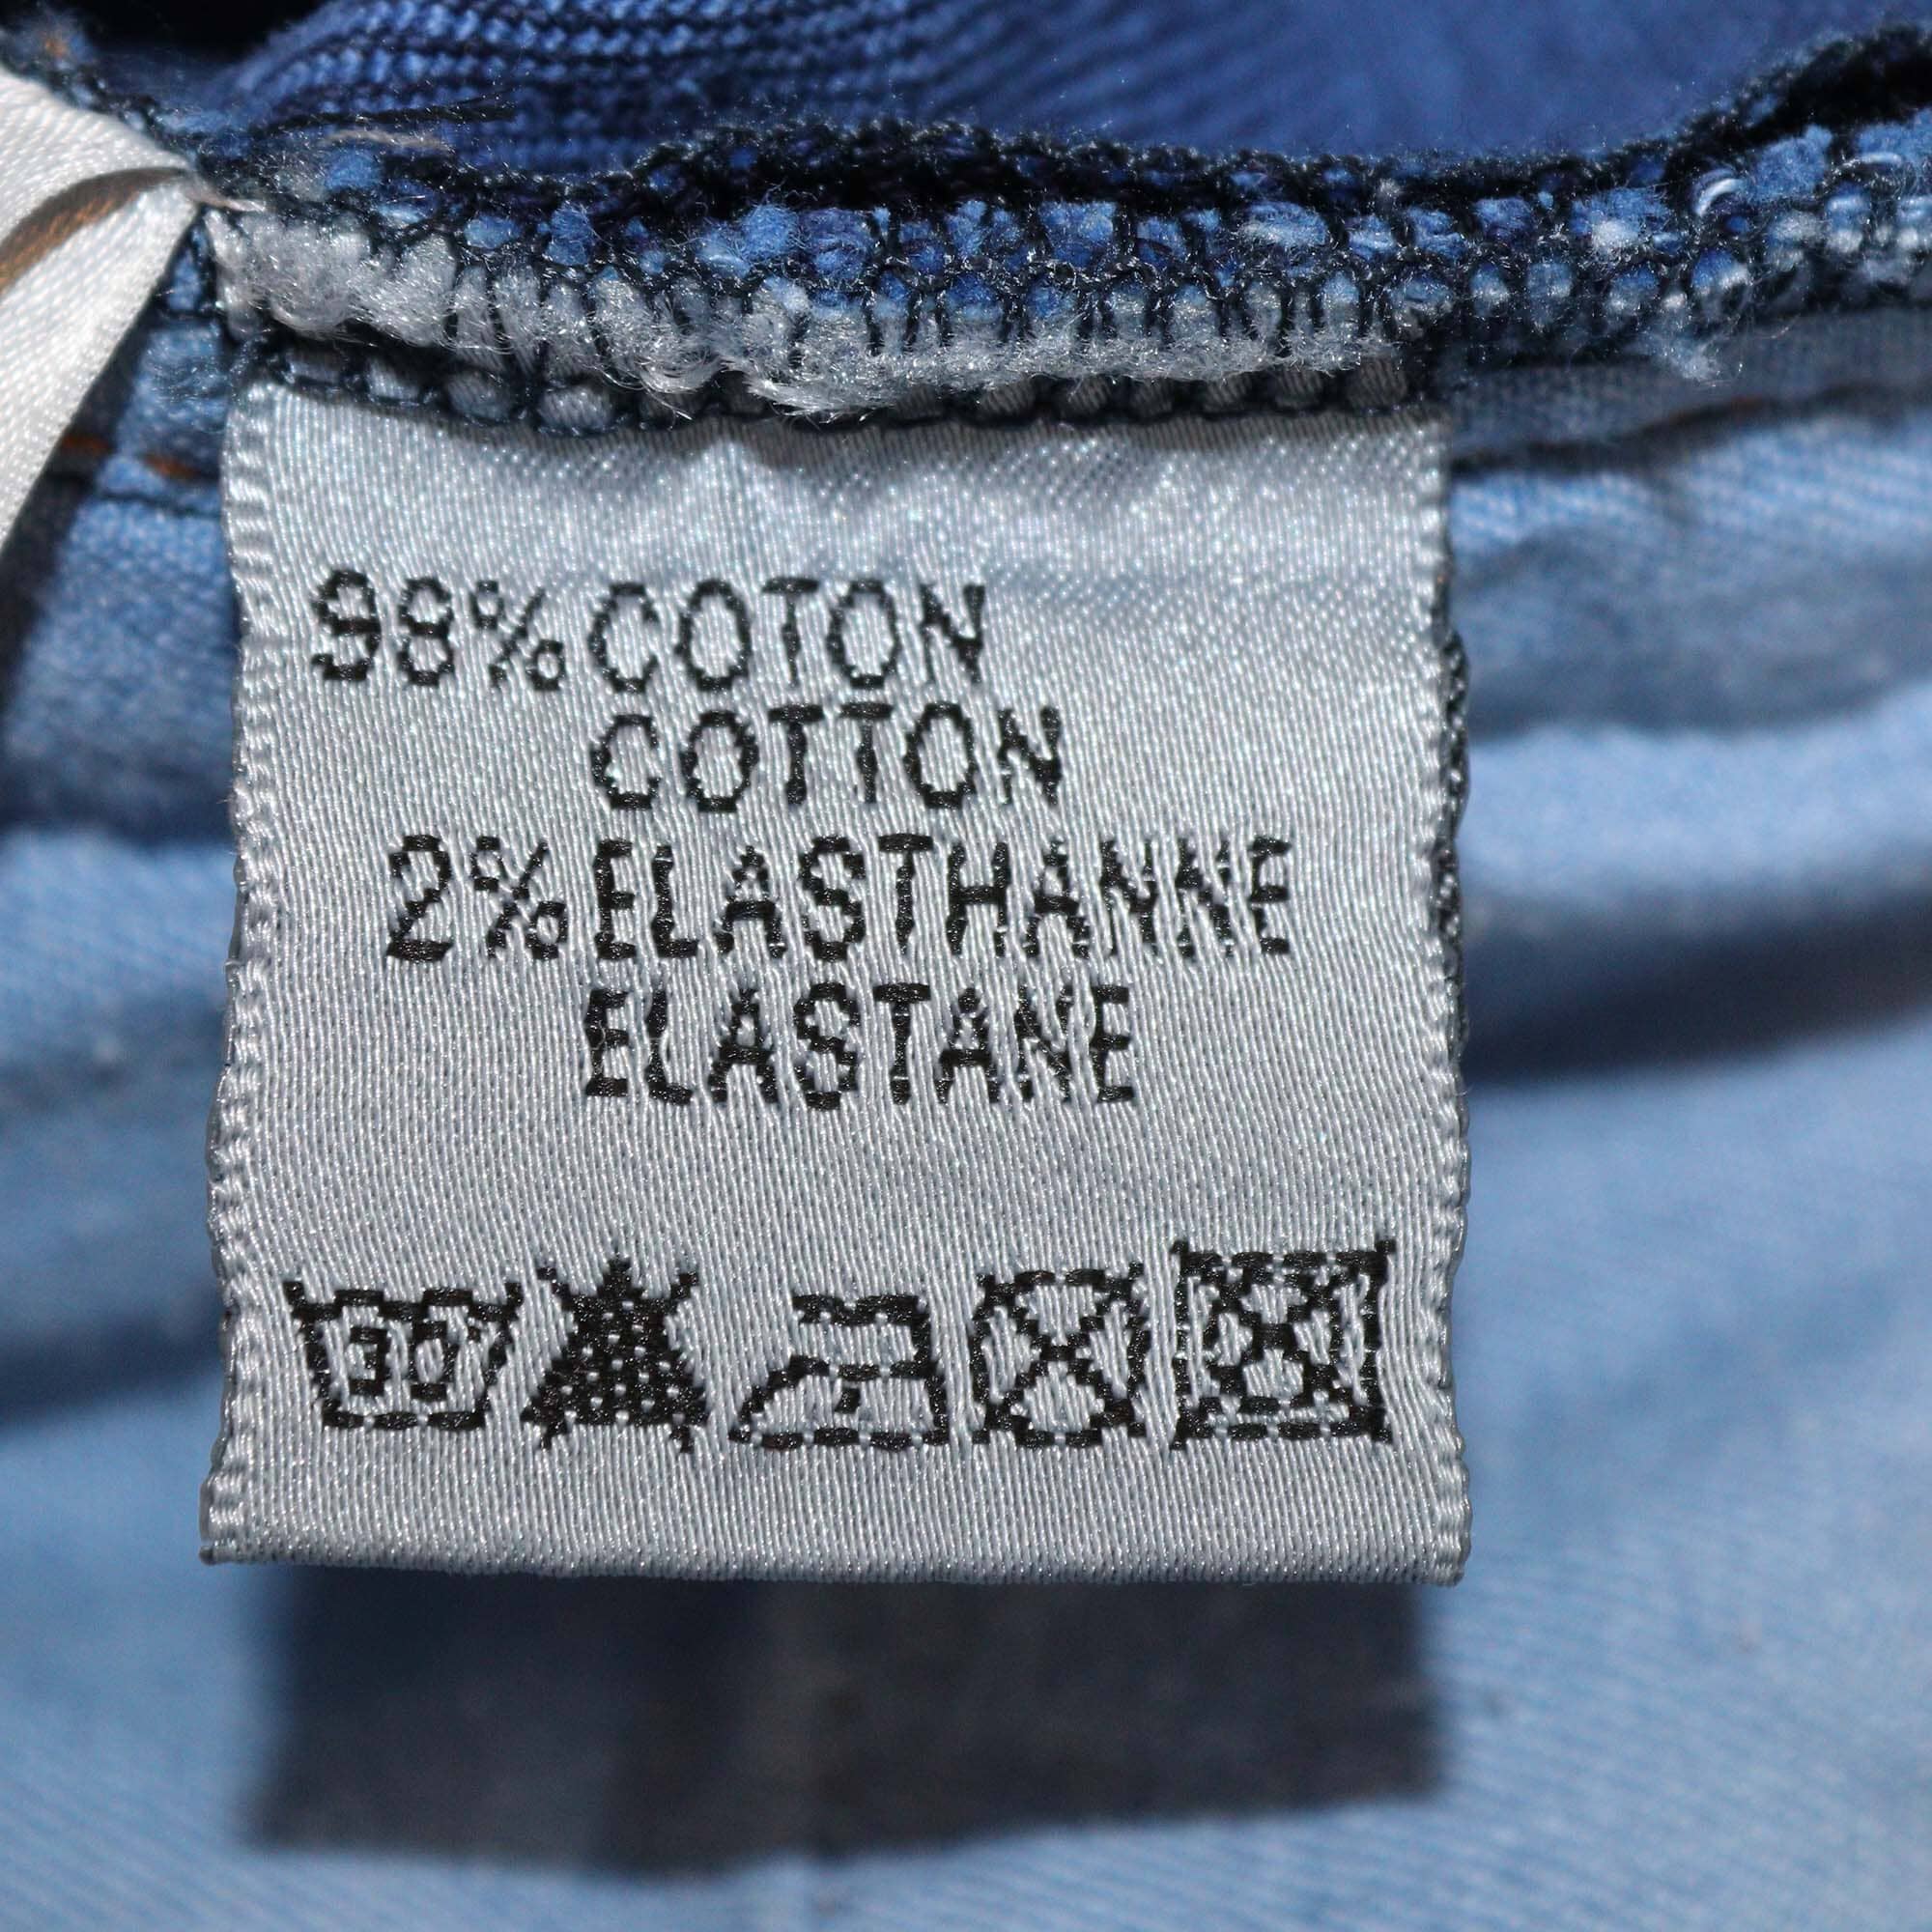 98% COTON
COTTON
2% ELASTHANNE
ELASTANE
30°